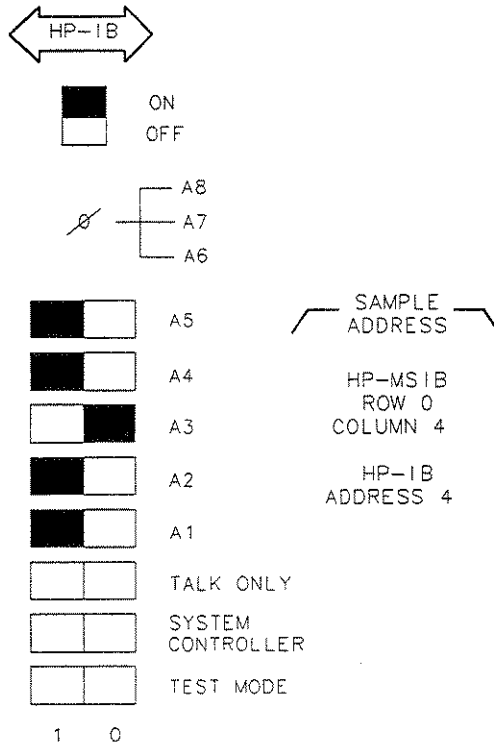 HP-IB
ON
OFF
A8
Ø
A7
A6
A5
A4
A3
A2
A1
TALK ONLY
SYSTEM
CONTROLLER
TEST MODE
1 0
SAMPLE
ADDRESS
HP-MSIB
ROW 0
COLUMN 4
HP-IB
ADDRESS 4